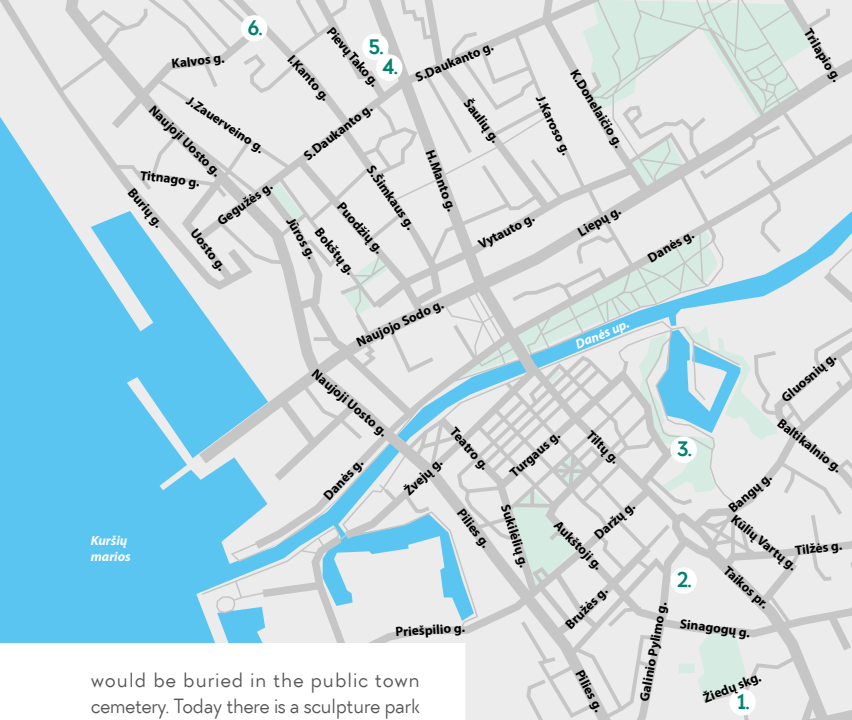 6.
5.
4.
Kalvos g.
I.Kanto g.
Pievų Tako g.
S.Daukanto g.
Trilapio g.
J.Zauerveino g.
Naujoji Uosto g.
S.Daukanto g.
Šaulių g.
J.Karoso g.
K.Donelaičio g.
Titnago g.
Burių g.
Gegužės g.
Uosto g.
Jūros g.
Bokštų g.
Puodžių g.
S.Šimkaus g.
H.Manto g.
Vytauto g.
Liepų g.
Danės g.
Naujojo Sodo g.
Danės up.
Naujoji Uosto g.
Gluosnių g.
Baltikalnio g.
Danės g.
Žvejų g.
Teatro g.
Turgaus g.
Tiltų g.
3.
Bangų g.
Kūlių Vartų g.
Tilžės g.
Pilies g.
Sukilėlių g.
Aukštoji g.
Daržų g.
Kuršių
marios
2.
Taikos pr.
Bružės g.
Galinio Pylimo g.
Sinagogų g.
Priešpilio g.
Pilies g.
Žiedų skg.
1.
would be buried in the public town
cemetery. Today there is a sculpture park